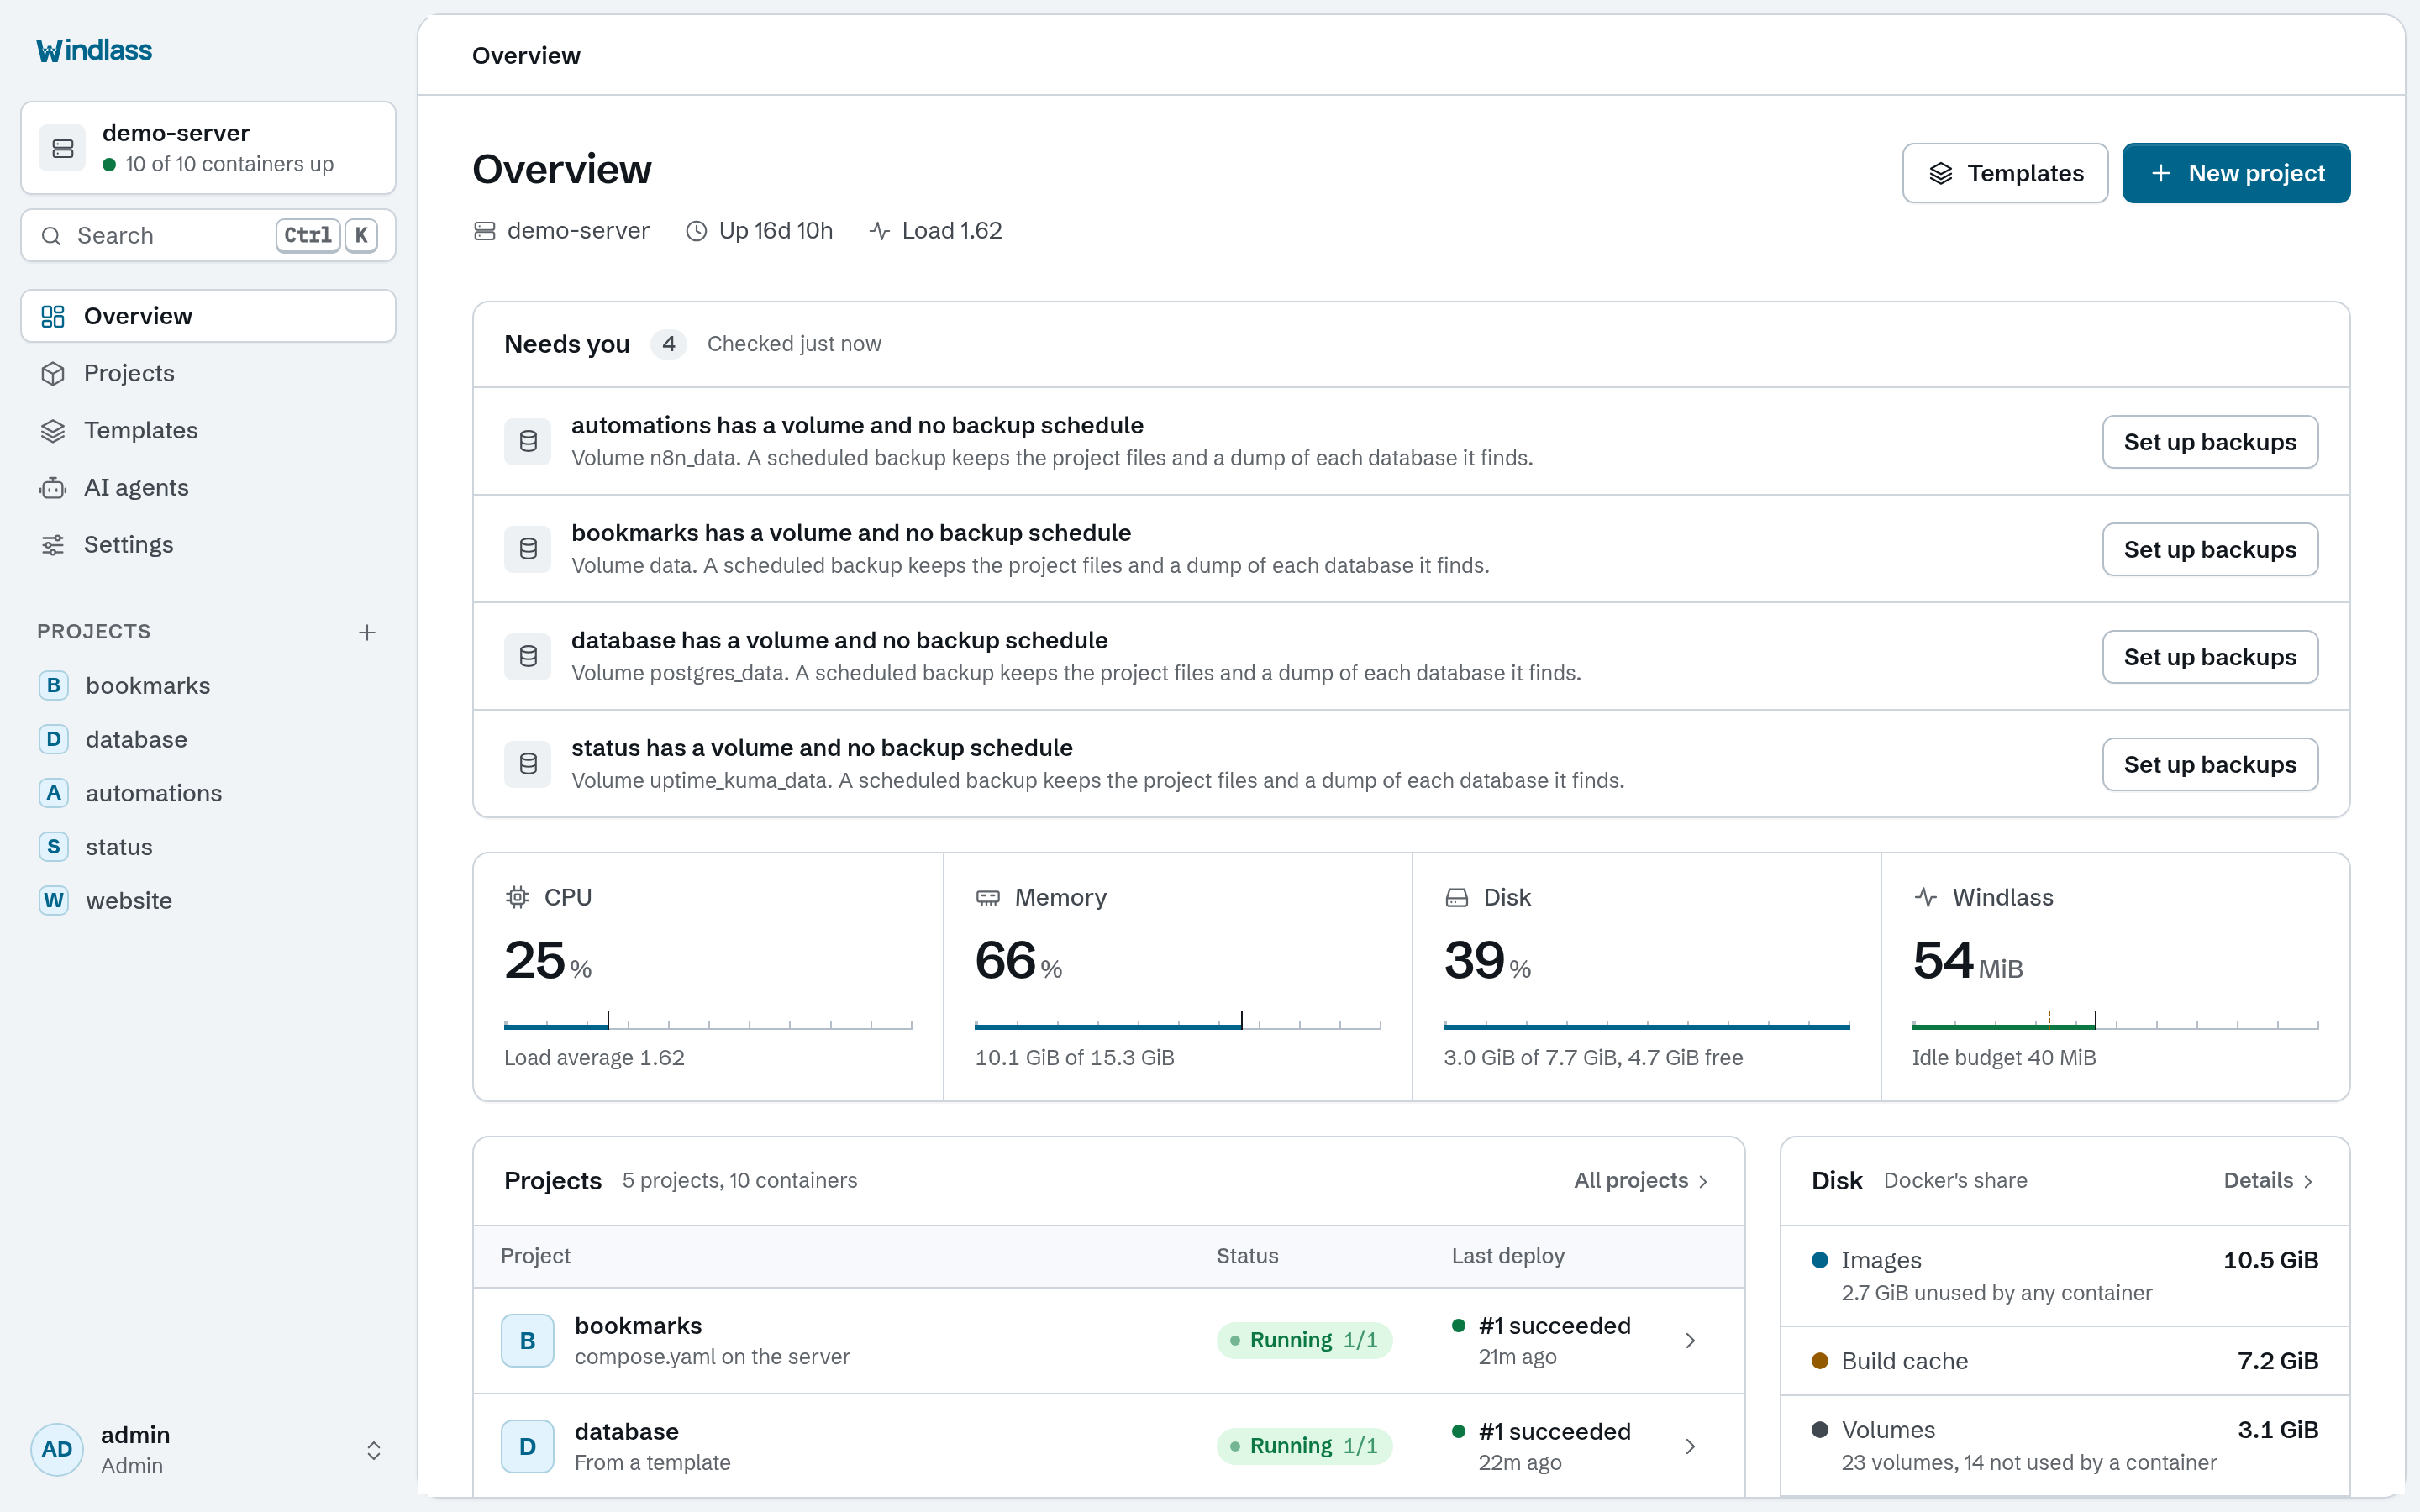 Windlass
demo-server
10 of 10 containers up
Search Ctrl K
Overview
Projects
Templates
AI agents
Settings
PROJECTS
B bookmarks
D database
A automations
S status
W website
AD admin
Admin
Overview
Overview
demo-server Up 16d 10h Load 1.62
Templates
New project
Needs you 4 Checked just now
automations has a volume and no backup schedule
Volume n8n_data. A scheduled backup keeps the project files and a dump of each database it finds.
Set up backups
bookmarks has a volume and no backup schedule
Volume data. A scheduled backup keeps the project files and a dump of each database it finds.
Set up backups
database has a volume and no backup schedule
Volume postgres_data. A scheduled backup keeps the project files and a dump of each database it finds.
Set up backups
status has a volume and no backup schedule
Volume uptime_kuma_data. A scheduled backup keeps the project files and a dump of each database it finds.
Set up backups
CPU
25 %
Load average 1.62
Memory
66 %
10.1 GiB of 15.3 GiB
Disk
39 %
3.0 GiB of 7.7 GiB, 4.7 GiB free
Windlass
54 MiB
Idle budget 40 MiB
Projects 5 projects, 10 containers All projects
Project Status Last deploy
B bookmarks
compose.yaml on the server
Running 1/1
#1 succeeded
21m ago
D database
From a template
Running 1/1
#1 succeeded
22m ago
Disk Docker's share Details
Images 10.5 GiB
2.7 GiB unused by any container
Build cache 7.2 GiB
Volumes 3.1 GiB
23 volumes, 14 not used by a container